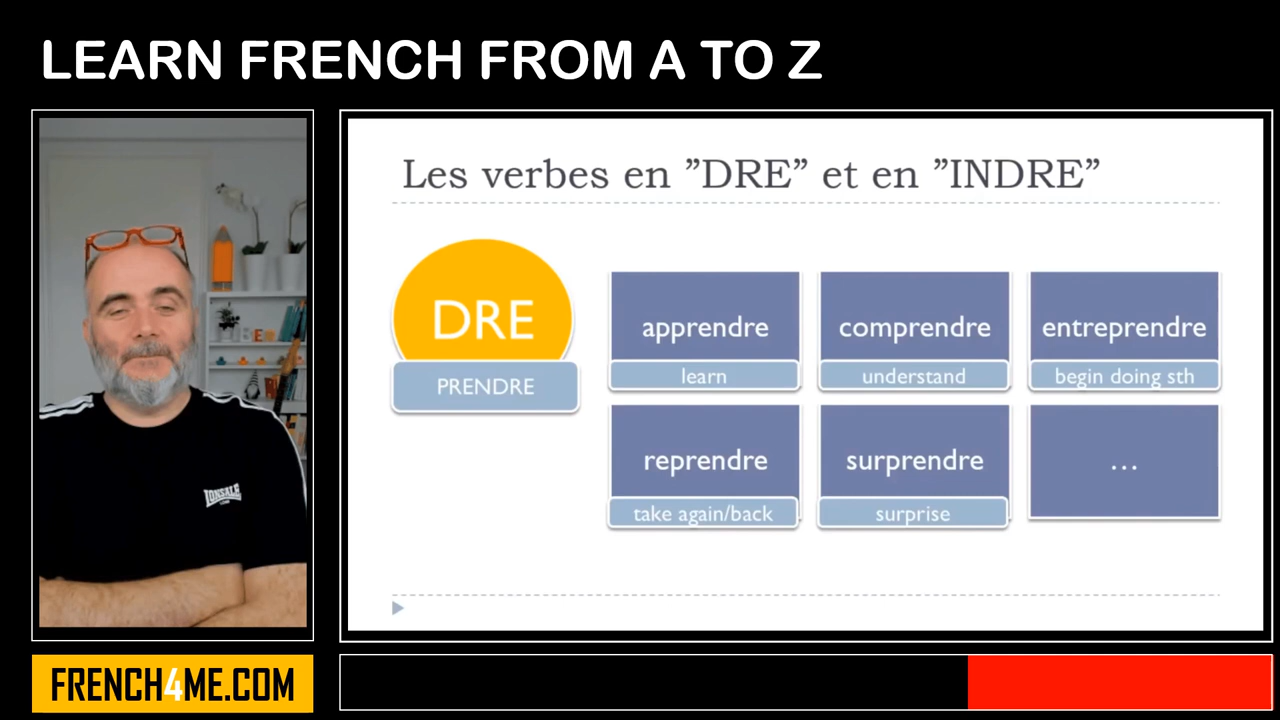 LEARN FRENCH FROM A TO Z
Les verbes en ”DRE” et en ”INDRE”
DRE
PRENDRE
apprendre
learn
comprendre
understand
entreprendre
begin doing sth
reprendre
take again/back
surprendre
surprise
...
LONSDALE
FRENCH4ME.COM